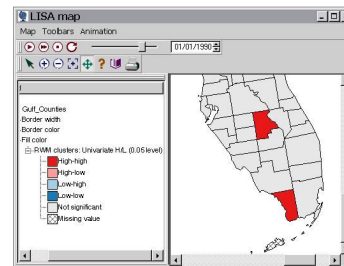 LISA map
Map Toolbars Animation
01/01/1990
Gulf_Counties
Border width
Border color
Fill color
RWM clusters: Univariate H/L (0.05 level)
High-high
High-low
Low-high
Low-low
Not significant
Missing value